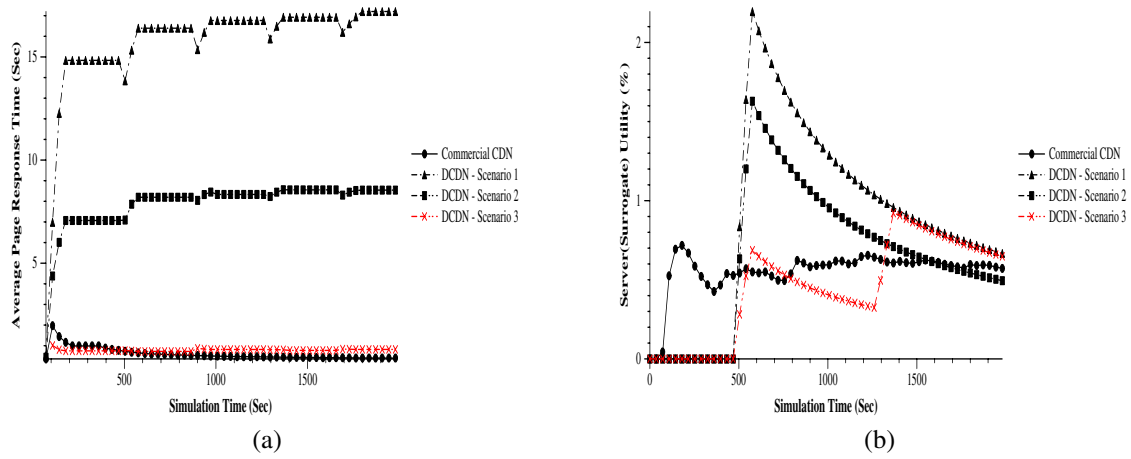 Average Page Response Time (Sec)
15
10
5
500
1000
1500
Simulation Time (Sec)
Commercial CDN
DCDN - Scenario 1
DCDN - Scenario 2
DCDN - Scenario 3
(a)
Server(Surrogate) Utility (%)
2
1
0
0
500
1000
1500
Simulation Time (Sec)
Commercial CDN
DCDN - Scenario 1
DCDN - Scenario 2
DCDN - Scenario 3
(b)